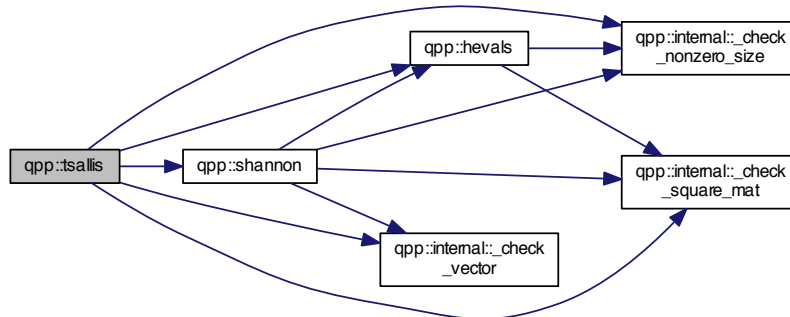 qpp::hevals
qpp::internal::_check
_nonzero_size
qpp::tsallis
qpp::shannon
qpp::internal::_check
_square_mat
qpp::internal::_check
_vector